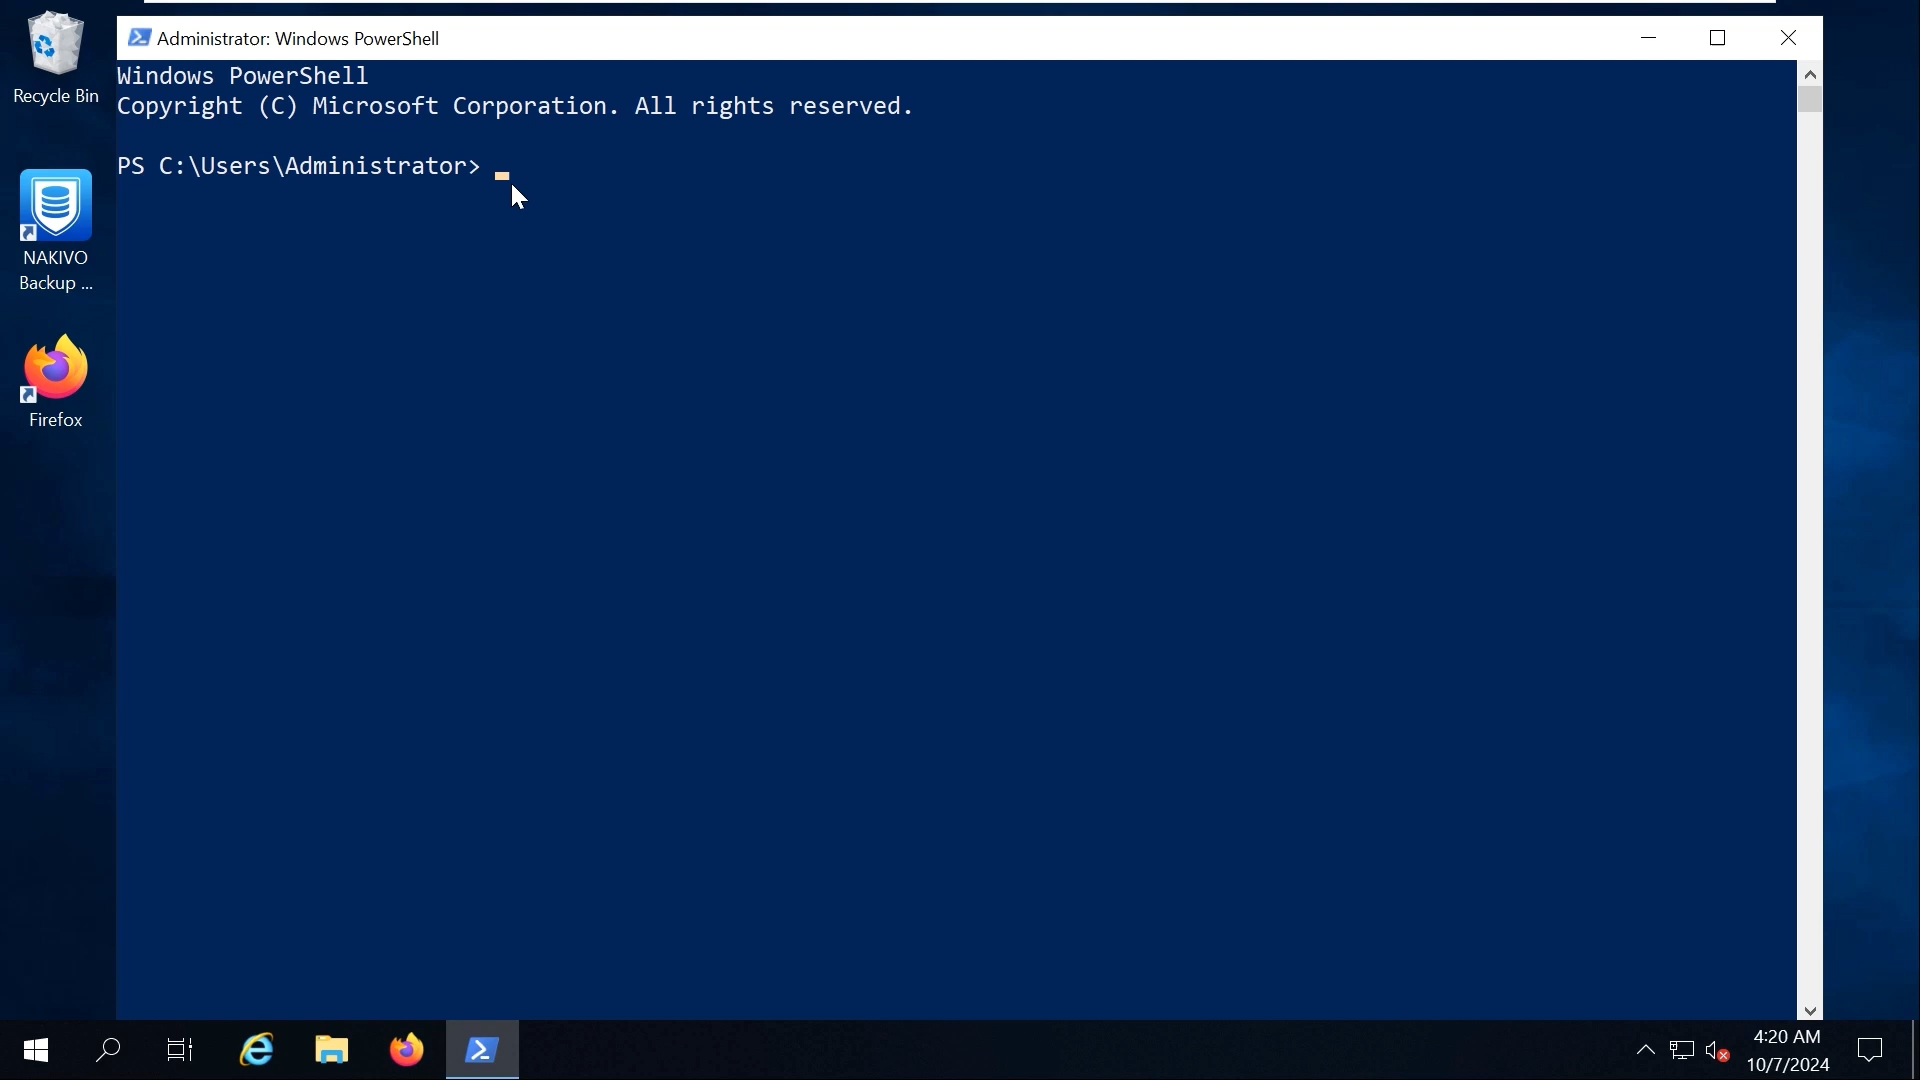 Administrator: Windows PowerShell
Windows PowerShell
Copyright (C) Microsoft Corporation. All rights reserved.
PS C:\Users\Administrator>
Recycle Bin
NAKIVO
Backup ...
Firefox
4:20 AM
10/7/2024